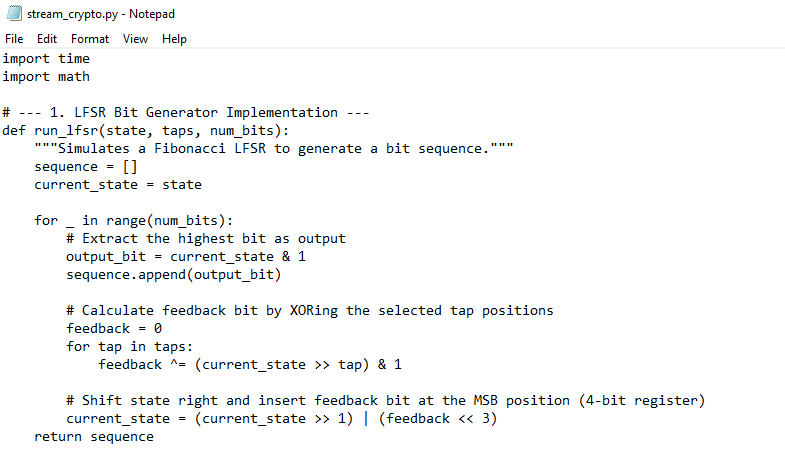 stream_crypto.py - Notepad
File Edit Format View Help
import time
import math
# --- 1. LFSR Bit Generator Implementation ---
def run_lfsr(state, taps, num_bits):
    """Simulates a Fibonacci LFSR to generate a bit sequence."""
    sequence = []
    current_state = state
    for _ in range(num_bits):
        # Extract the highest bit as output
        output_bit = current_state & 1
        sequence.append(output_bit)
        # Calculate feedback bit by XORing the selected tap positions
        feedback = 0
        for tap in taps:
            feedback ^= (current_state >> tap) & 1
        # Shift state right and insert feedback bit at the MSB position (4-bit register)
        current_state = (current_state >> 1) | (feedback << 3)
    return sequence